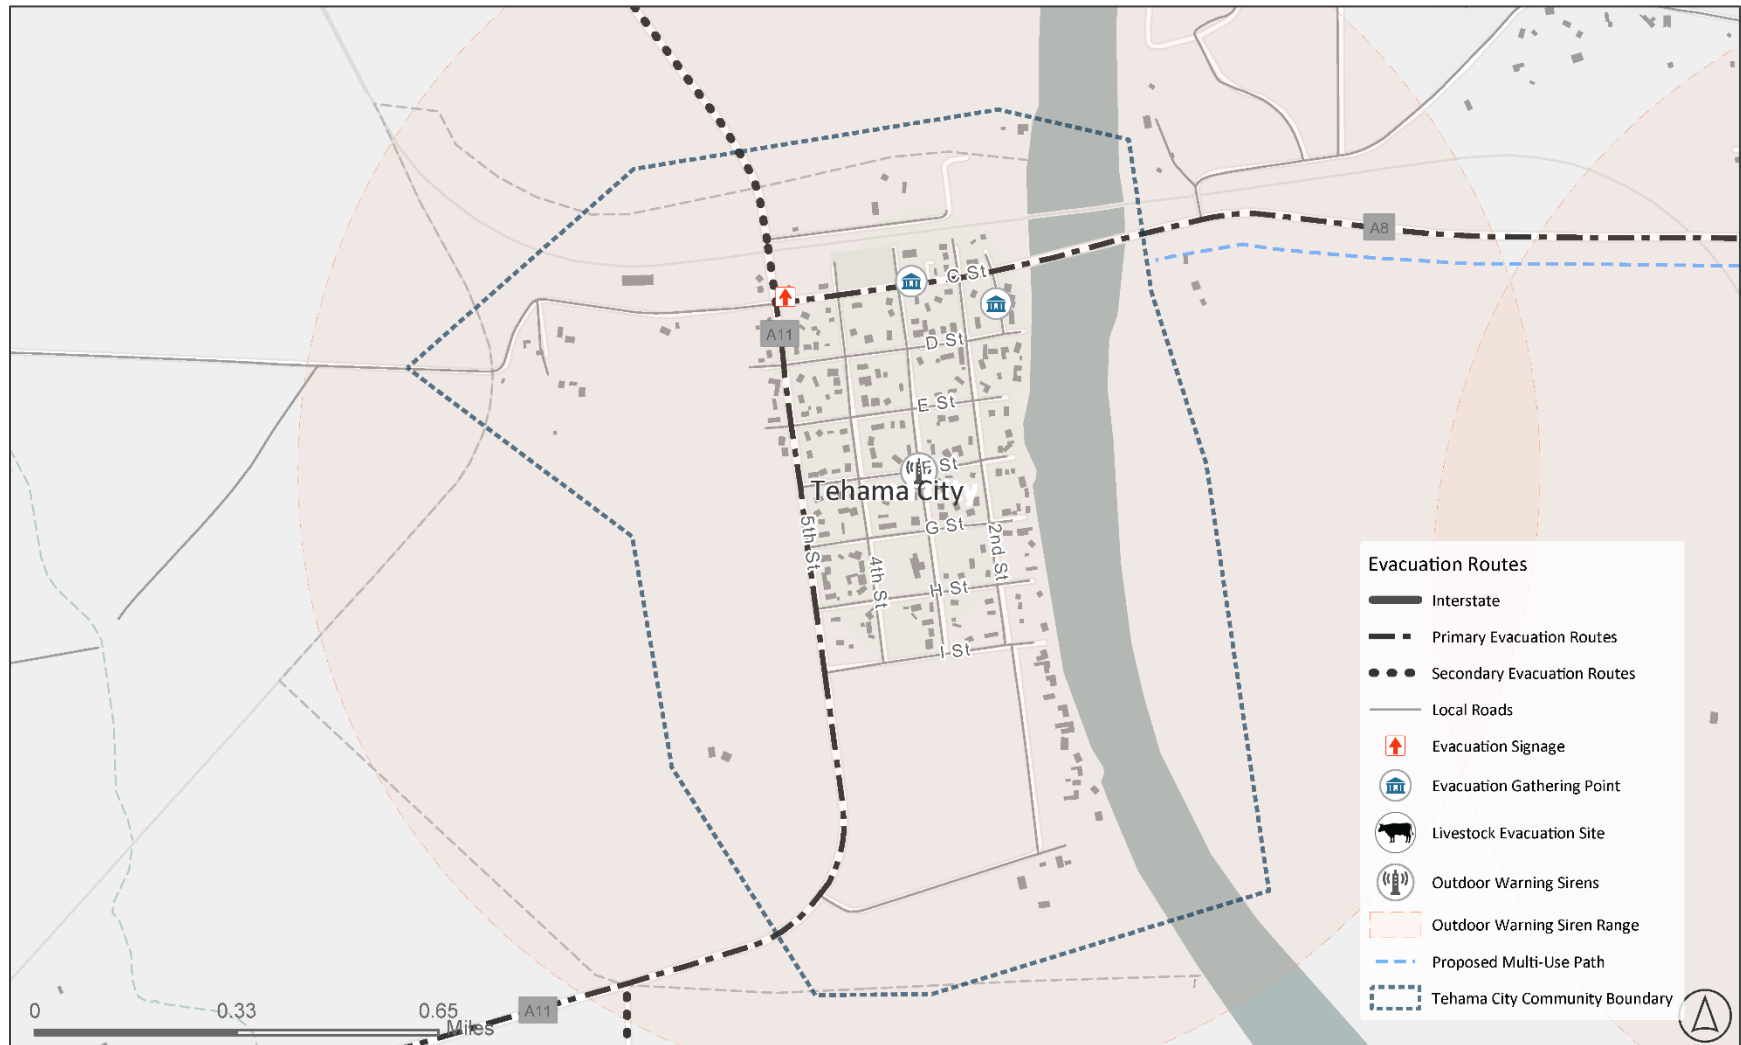 A8
C St
A11
D St
E St
F St
Tehama City
G St
5th St
4th St
2nd St
H St
I St
A11
0 0.33 0.65
Miles
Evacuation Routes
Interstate
Primary Evacuation Routes
Secondary Evacuation Routes
Local Roads
Evacuation Signage
Evacuation Gathering Point
Livestock Evacuation Site
Outdoor Warning Sirens
Outdoor Warning Siren Range
Proposed Multi-Use Path
Tehama City Community Boundary